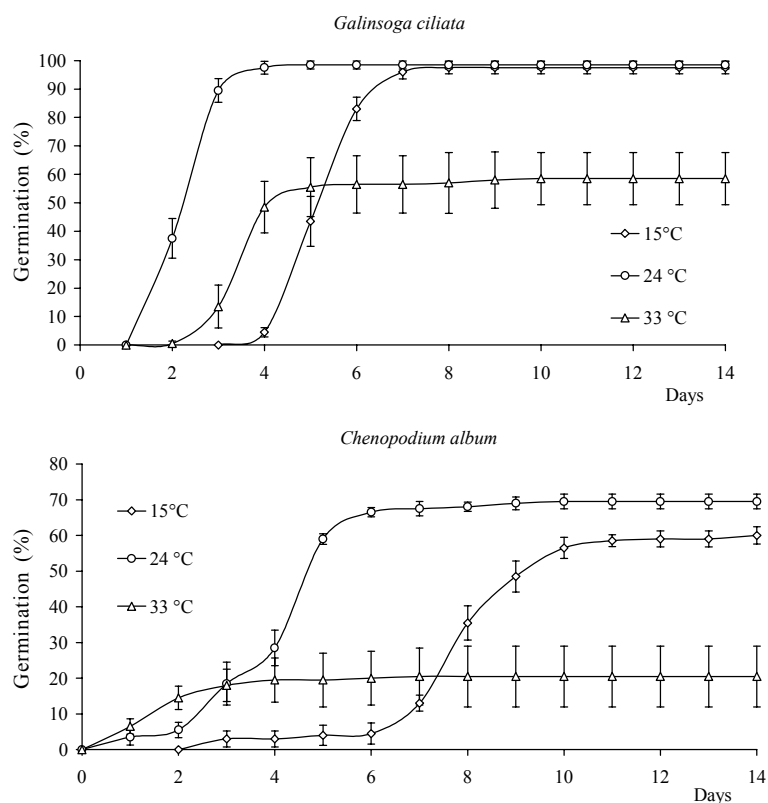 Galinsoga ciliata
Germination (%)
100
90
80
70
60
50
40
30
20
10
0
15°C
24 °C
33 °C
0 2 4 6 8 10 12 14
Days
Chenopodium album
Germination (%)
80
70
60
50
40
30
20
10
0
15°C
24 °C
33 °C
0 2 4 6 8 10 12 14
Days